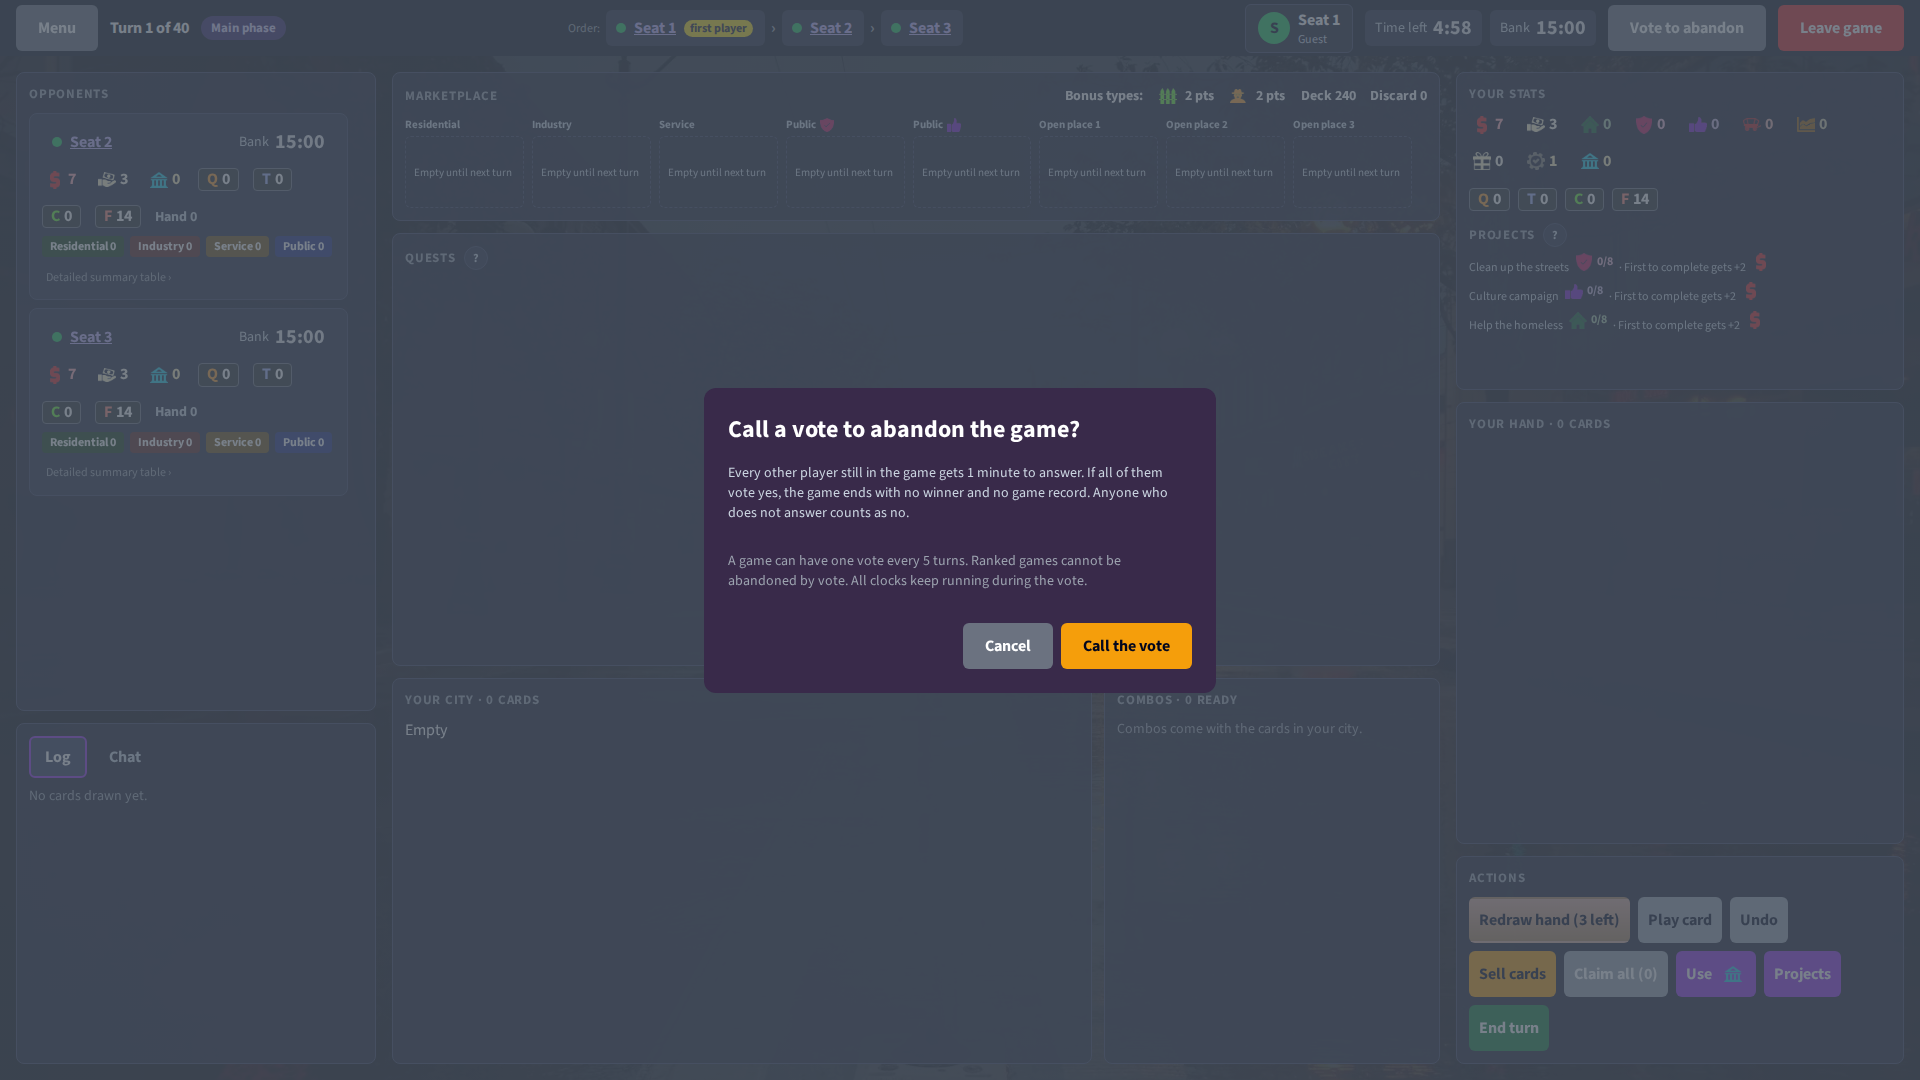 Menu
Turn 1 of 40
Main phase
Order:
Seat 1 first player › Seat 2 › Seat 3
S
Seat 1
Guest
Time left 4:58
Bank 15:00
Vote to abandon
Leave game
OPPONENTS
Seat 2
Bank 15:00
7 3 0 Q 0 T 0
C 0 F 14 Hand 0
Residential 0 Industry 0 Service 0 Public 0
Detailed summary table ›
Seat 3
Bank 15:00
7 3 0 Q 0 T 0
C 0 F 14 Hand 0
Residential 0 Industry 0 Service 0 Public 0
Detailed summary table ›
Log
Chat
No cards drawn yet.
MARKETPLACE
Bonus types: 2 pts 2 pts Deck 240 Discard 0
Residential Industry Service Public Public Open place 1 Open place 2 Open place 3
Empty until next turn Empty until next turn Empty until next turn Empty until next turn Empty until next turn Empty until next turn Empty until next turn Empty until next turn
QUESTS ?
Call a vote to abandon the game?
Every other player still in the game gets 1 minute to answer. If all of them
vote yes, the game ends with no winner and no game record. Anyone who
does not answer counts as no.
A game can have one vote every 5 turns. Ranked games cannot be
abandoned by vote. All clocks keep running during the vote.
Cancel
Call the vote
YOUR CITY · 0 CARDS
Empty
COMBOS · 0 READY
Combos come with the cards in your city.
YOUR STATS
7 3 0 0 0 0 0
0 1 0
Q 0 T 0 C 0 F 14
PROJECTS ?
Clean up the streets 0/8 · First to complete gets +2
Culture campaign 0/8 · First to complete gets +2
Help the homeless 0/8 · First to complete gets +2
YOUR HAND · 0 CARDS
ACTIONS
Redraw hand (3 left)
Play card
Undo
Sell cards
Claim all (0)
Use
Projects
End turn